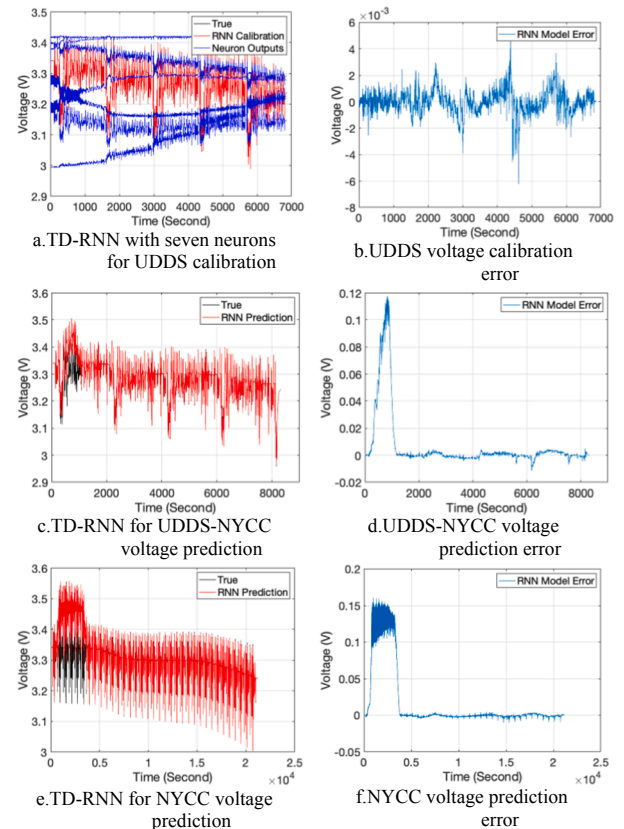 3.5
3.4
3.3
3.2
3.1
3
2.9
Voltage (V)
True
RNN Calibration
Neuron Outputs
0 1000 2000 3000 4000 5000 6000 7000
Time (Second)
a.TD-RNN with seven neurons
for UDDS calibration
×10⁻³
6
4
2
0
-2
-4
-6
-8
Voltage (V)
RNN Model Error
0 1000 2000 3000 4000 5000 6000 7000
Time (Second)
b.UDDS voltage calibration
error
3.6
3.5
3.4
3.3
3.2
3.1
3
2.9
Voltage (V)
True
RNN Prediction
0 2000 4000 6000 8000
Time (Second)
c.TD-RNN for UDDS-NYCC
voltage prediction
0.12
0.1
0.08
0.06
0.04
0.02
0
-0.02
Voltage (V)
RNN Model Error
0 2000 4000 6000 8000
Time (Second)
d.UDDS-NYCC voltage
prediction error
3.6
3.5
3.4
3.3
3.2
3.1
3
Voltage (V)
True
RNN Prediction
0 0.5 1 1.5 2 2.5
Time (Second)
×10⁴
e.TD-RNN for NYCC voltage
prediction
0.2
0.15
0.1
0.05
0
-0.05
Voltage (V)
RNN Model Error
0 0.5 1 1.5 2 2.5
Time (Second)
×10⁴
f.NYCC voltage prediction
error